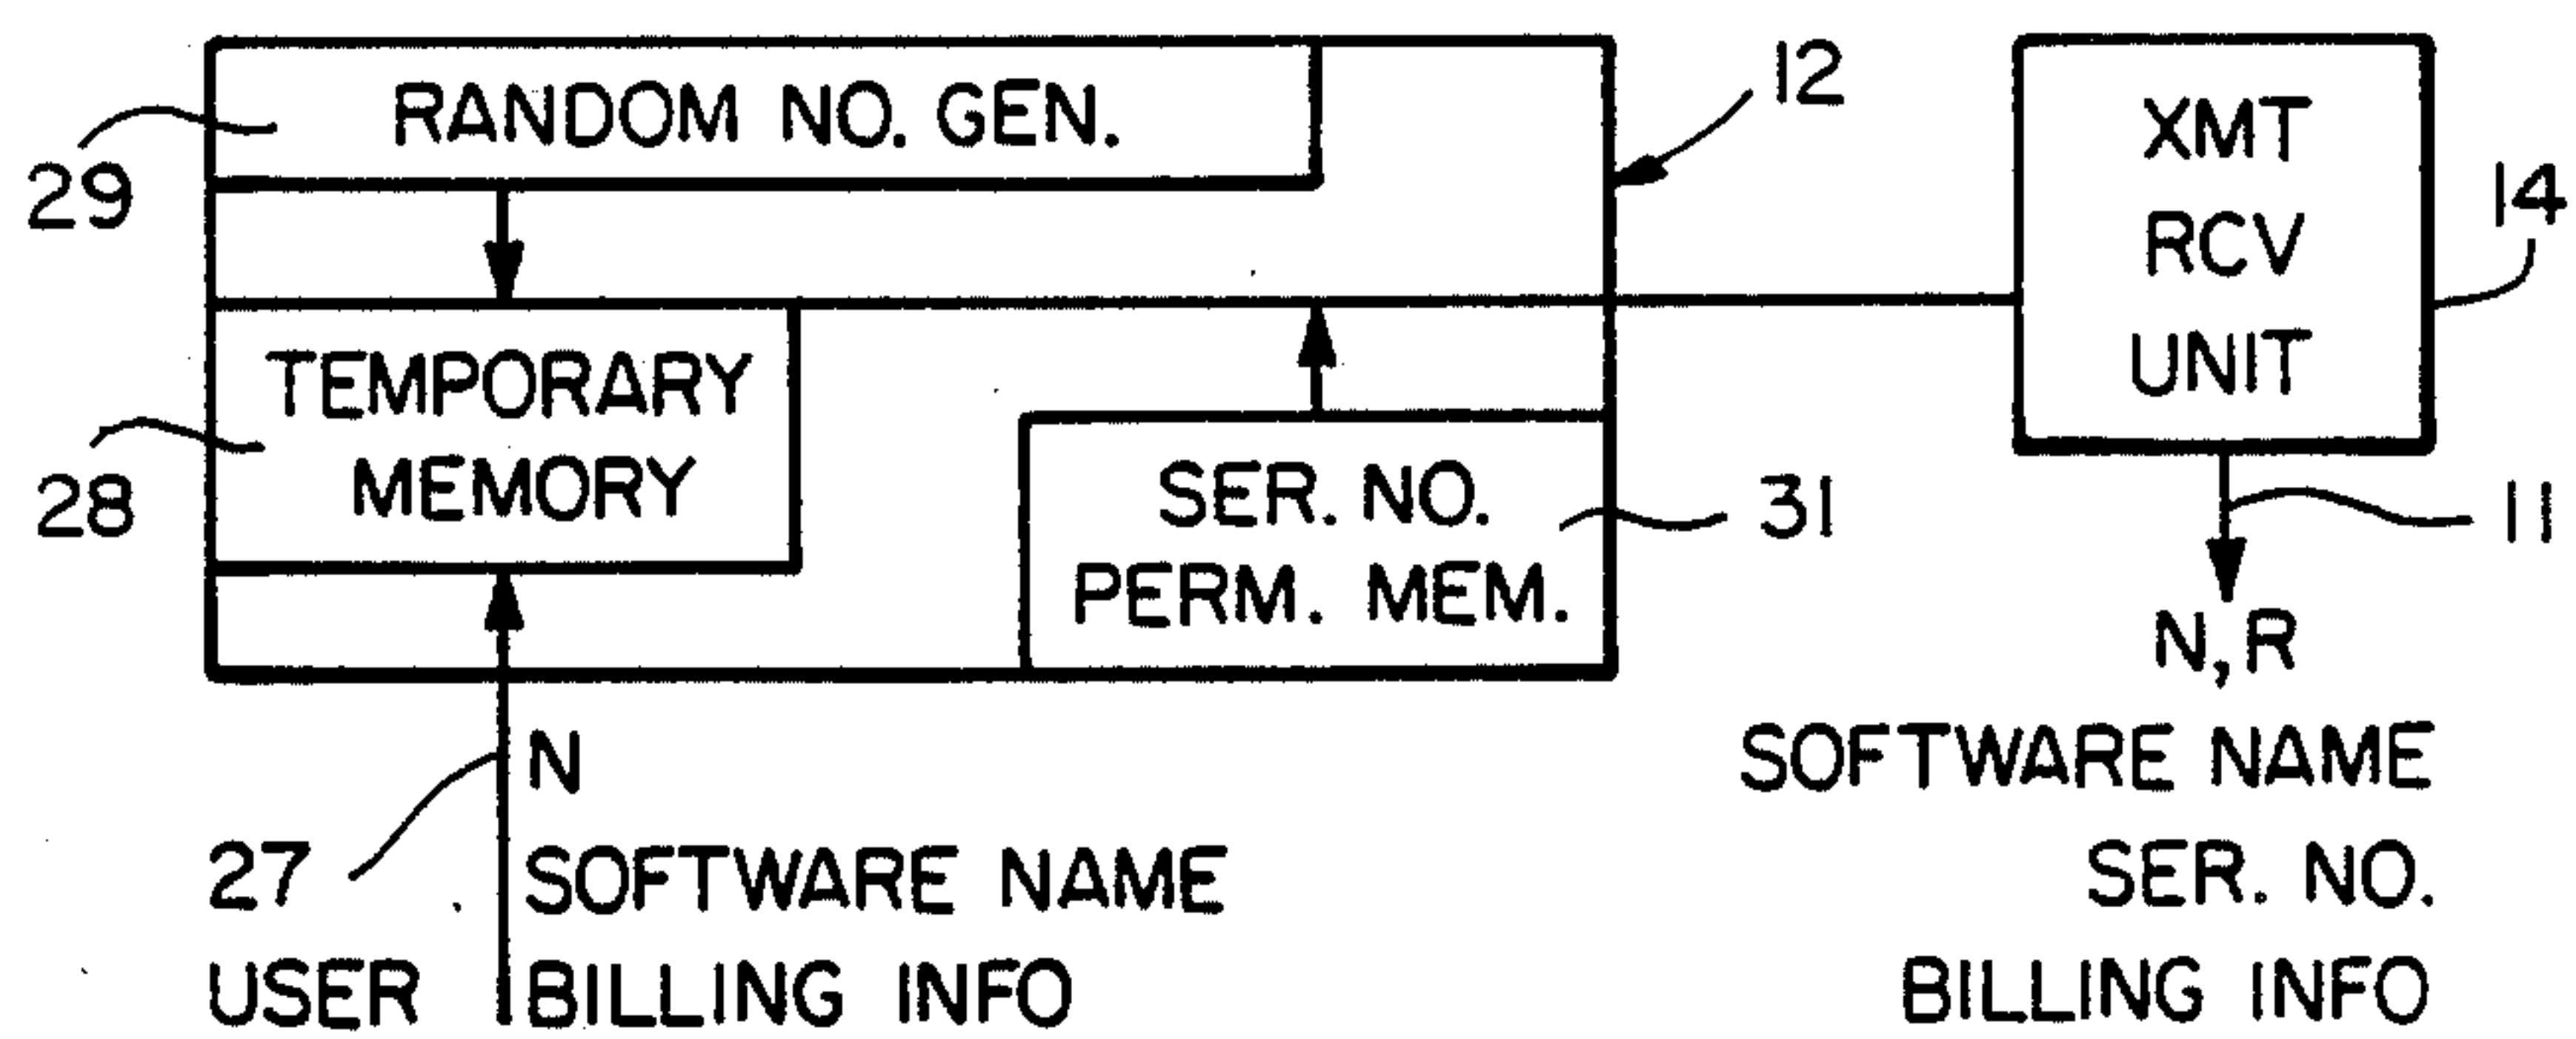 RANDOM NO. GEN.
29
12
XMT
RCV
UNIT
14
TEMPORARY
MEMORY
28
SER. NO.
PERM. MEM.
31
11
N
27
SOFTWARE NAME
USER
BILLING INFO
N,R
SOFTWARE NAME
SER. NO.
BILLING INFO